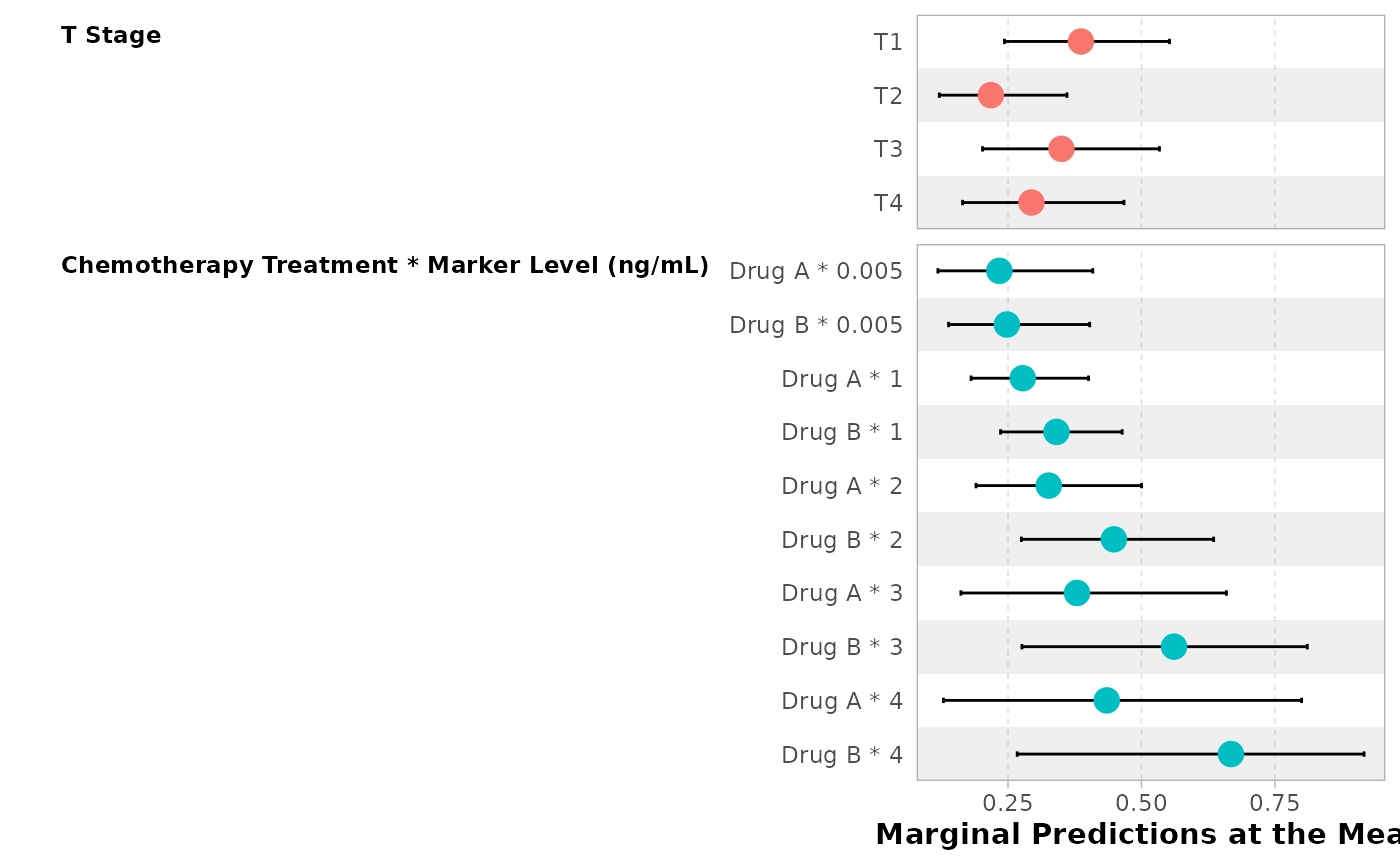 T Stage
T1
T2
T3
T4
Chemotherapy Treatment * Marker Level (ng/mL)
Drug A * 0.005
Drug B * 0.005
Drug A * 1
Drug B * 1
Drug A * 2
Drug B * 2
Drug A * 3
Drug B * 3
Drug A * 4
Drug B * 4
0.25 0.50 0.75
Marginal Predictions at the Mea